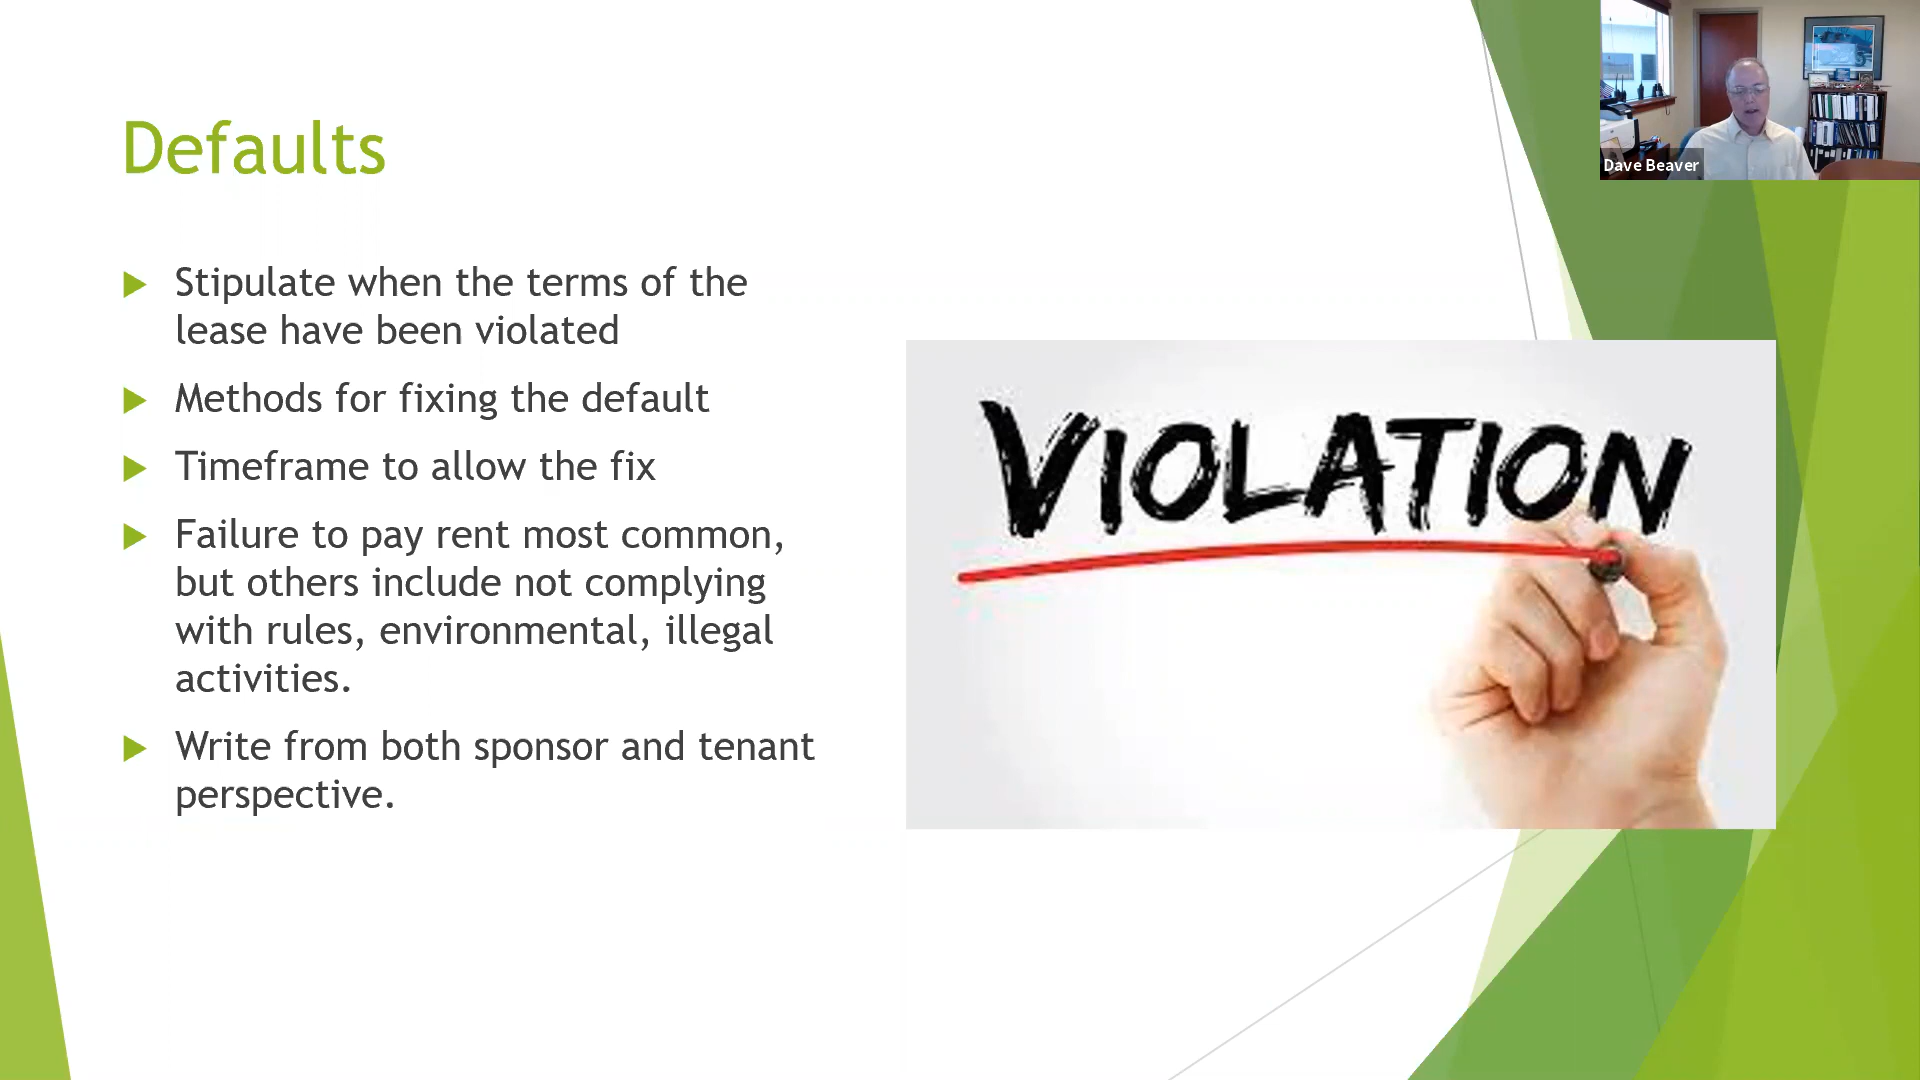 Defaults
Stipulate when the terms of the
lease have been violated
Methods for fixing the default
Timeframe to allow the fix
Failure to pay rent most common,
but others include not complying
with rules, environmental, illegal
activities.
Write from both sponsor and tenant
perspective.
VIOLATION
Dave Beaver